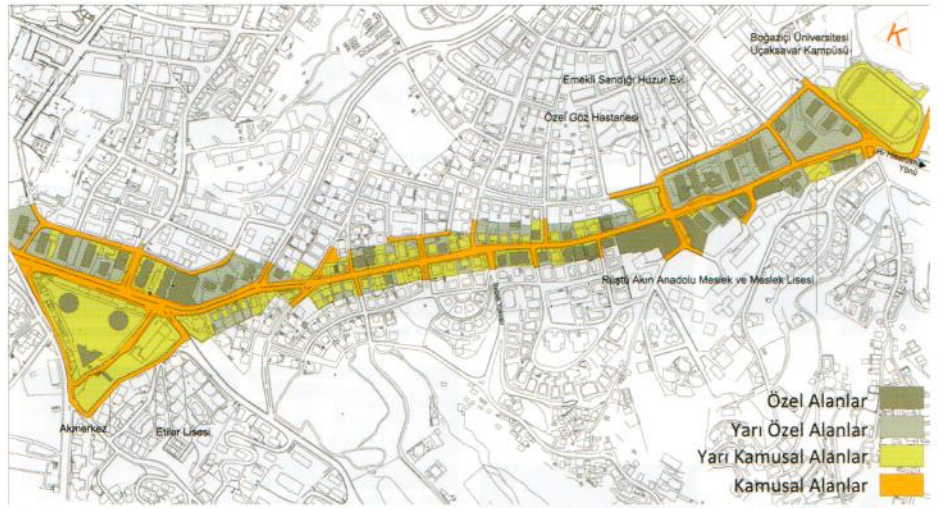 Boğaziçi Üniversitesi
Uçaksavar Kampüsü
K
Emekli Sandığı Huzur Evi
Özel Göz Hastanesi
Yönü
Rüştü Akın Anadolu Meslek ve Meslek Lisesi
Akmerkez
Etiler Lisesi
Özel Alanlar
Yarı Özel Alanlar
Yarı Kamusal Alanlar
Kamusal Alanlar